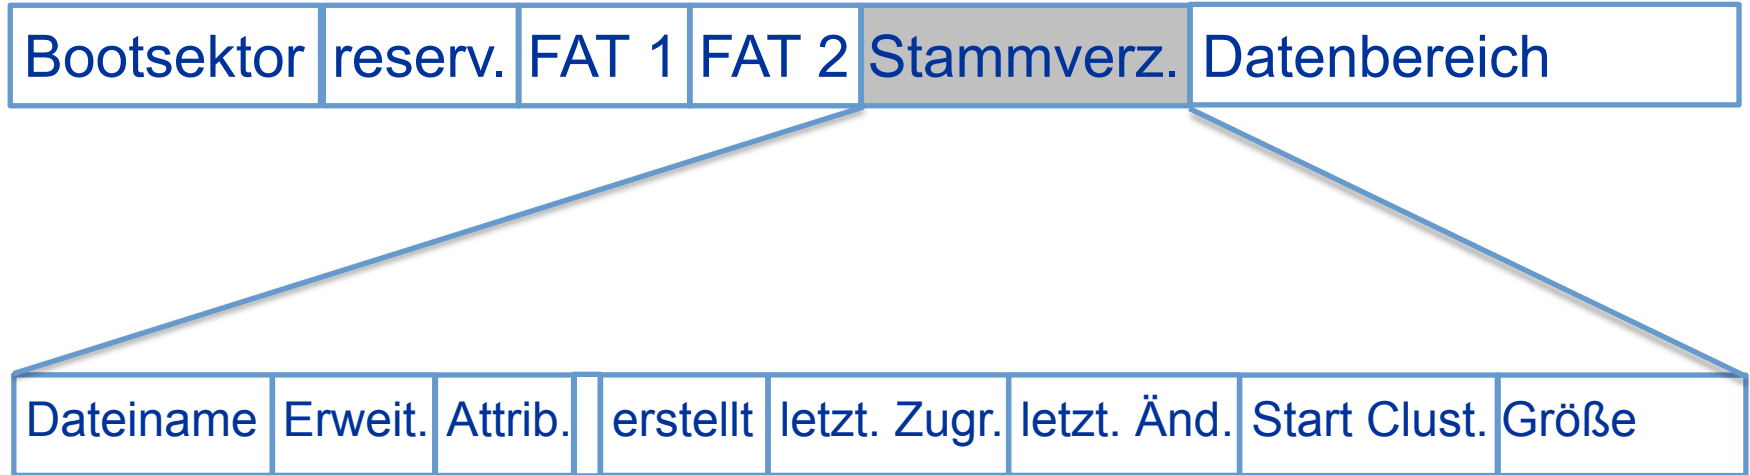 Bootsektor reserv. FAT 1 FAT 2 Stammverz. Datenbereich
Dateiname Erweit. Attrib. erstellt letzt. Zugr. letzt. Änd. Start Clust. Größe